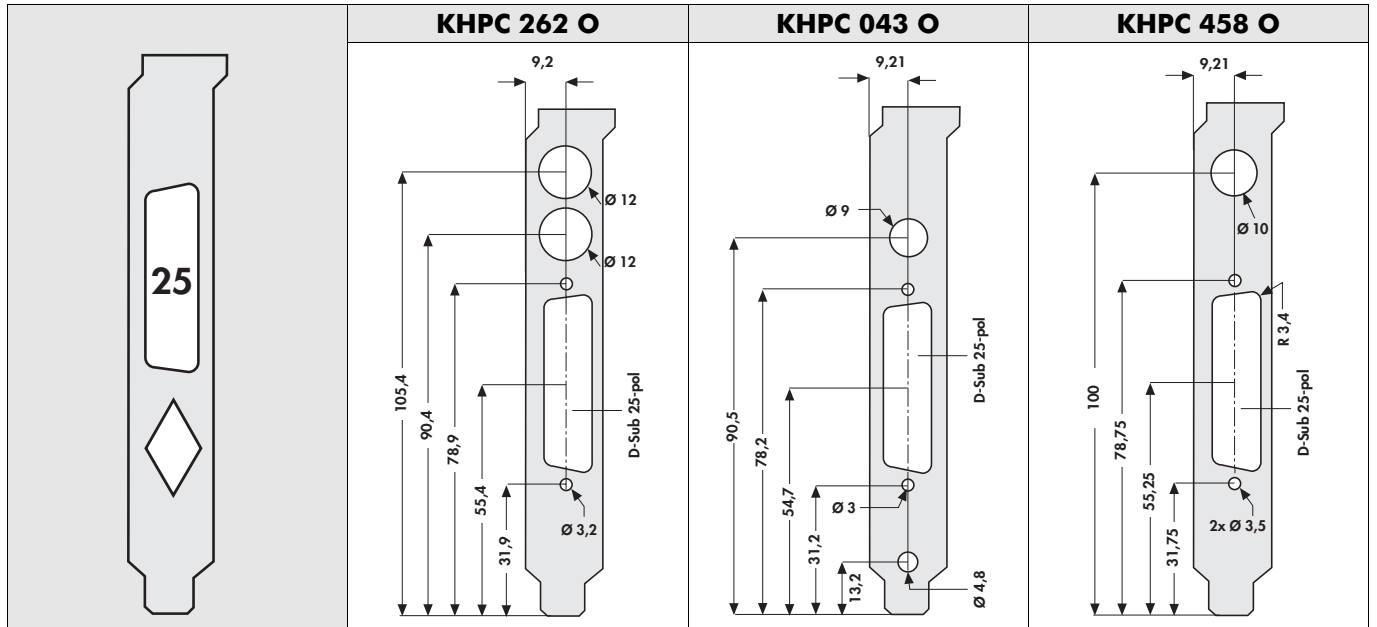 KHPC 262 O
KHPC 043 O
KHPC 458 O
25
9,2
Ø 12
Ø 12
105,4
90,4
78,9
55,4
31,9
Ø 3,2
D-Sub 25-pol
9,21
Ø 9
90,5
78,2
54,7
31,2
13,2
Ø 3
Ø 4,8
D-Sub 25-pol
9,21
Ø 10
R 3,4
100
78,75
55,25
31,75
2x Ø 3,5
D-Sub 25-pol